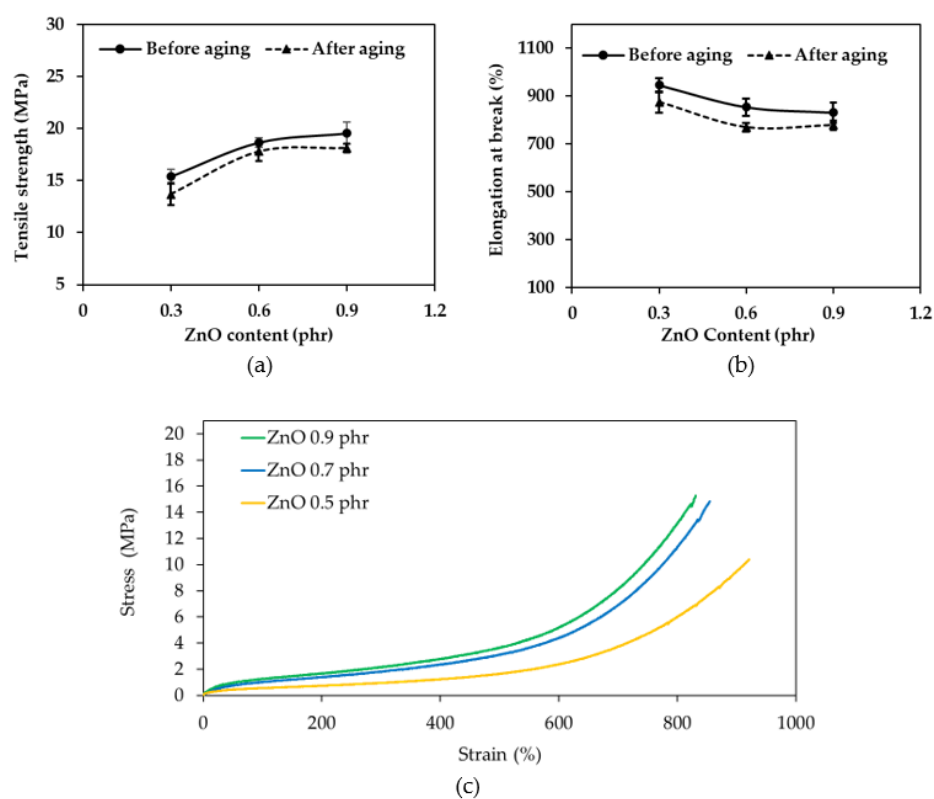 30
25
20
15
10
5
Tensile strength (MPa)
Before aging
After aging
0
0.3
0.6
0.9
1.2
ZnO content (phr)
(a)
1100
900
700
500
300
100
Elongation at break (%)
Before aging
After aging
0
0.3
0.6
0.9
1.2
ZnO Content (phr)
(b)
20
18
16
14
12
10
8
6
4
2
0
Stress (MPa)
ZnO 0.9 phr
ZnO 0.7 phr
ZnO 0.5 phr
0
200
400
600
800
1000
Strain (%)
(c)